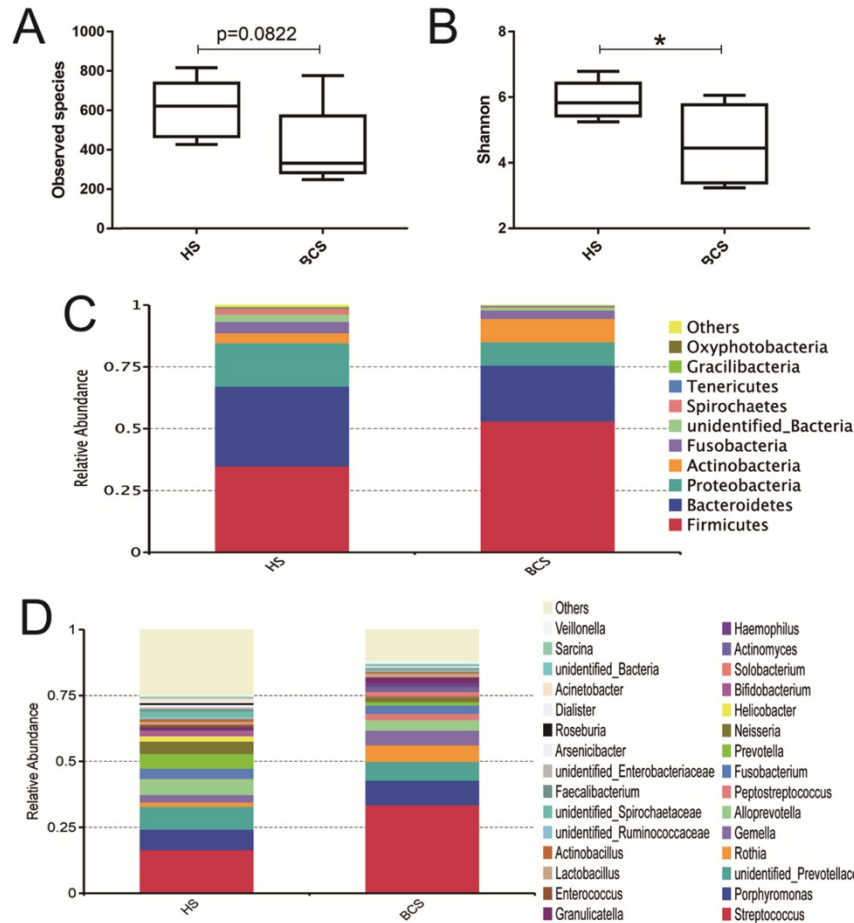 A
p=0.0822
Observed species
1000
800
600
400
200
0
HS
BCS
B
*
Shannon
8
6
4
2
HS
BCS
C
Relative Abundance
1
0.75
0.5
0.25
0
HS
BCS
Others
Oxyphotobacteria
Gracilibacteria
Tenericutes
Spirochaetes
unidentified_Bacteria
Fusobacteria
Actinobacteria
Proteobacteria
Bacteroidetes
Firmicutes
D
Relative Abundance
1
0.75
0.5
0.25
0
HS
BCS
Others
Veillonella
Sarcina
unidentified_Bacteria
Acinetobacter
Dialister
Roseburia
Arsenicibacter
unidentified_Enterobacteriaceae
Faecalibacterium
unidentified_Spirochaetaceae
unidentified_Ruminococcaceae
Actinobacillus
Lactobacillus
Enterococcus
Granulicatella
Haemophilus
Actinomyces
Solobacterium
Bifidobacterium
Helicobacter
Neisseria
Prevotella
Fusobacterium
Peptostreptococcus
Alloprevotella
Gemella
Rothia
unidentified_Prevotellace
Porphyromonas
Streptococcus